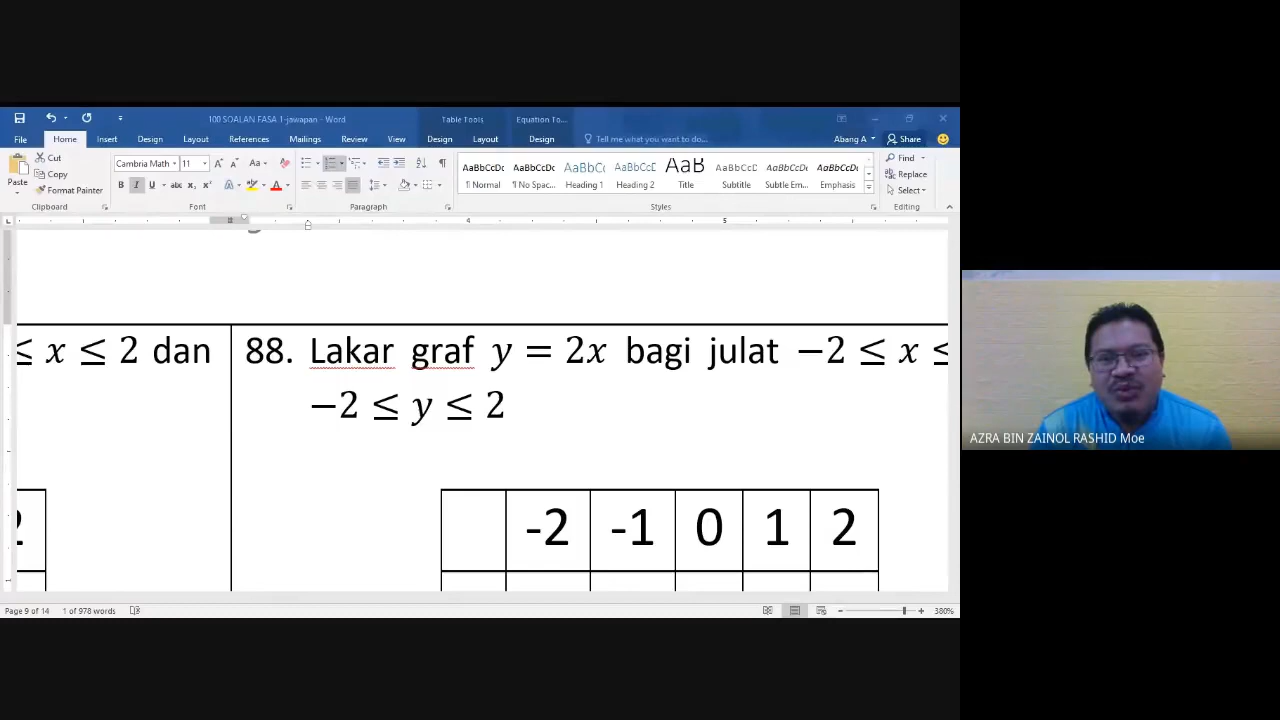 100 SOALAN FASA 1-jawapan - Word
Table Tools
Equation To...
File Home Insert Design Layout References Mailings Review View Design Layout Design Tell me what you want to do... Abang A Share
Paste
Cut
Copy
Format Painter
Clipboard
Cambria Math 11
Font
Paragraph
AaBbCcDc ¶ Normal
AaBbCcDc ¶ No Spac...
AaBbCc Heading 1
AaBbCcE Heading 2
AaB Title
AaBbCcD Subtitle
AaBbCcDc Subtle Em...
AaBbCcDc Emphasis
Styles
Find
Replace
Select
Editing
4 5
≤ x ≤ 2 dan
88. Lakar graf y = 2x bagi julat −2 ≤ x ≤
−2 ≤ y ≤ 2
2
-2 -1 0 1 2
Page 9 of 14 1 of 978 words 380%
AZRA BIN ZAINOL RASHID Moe